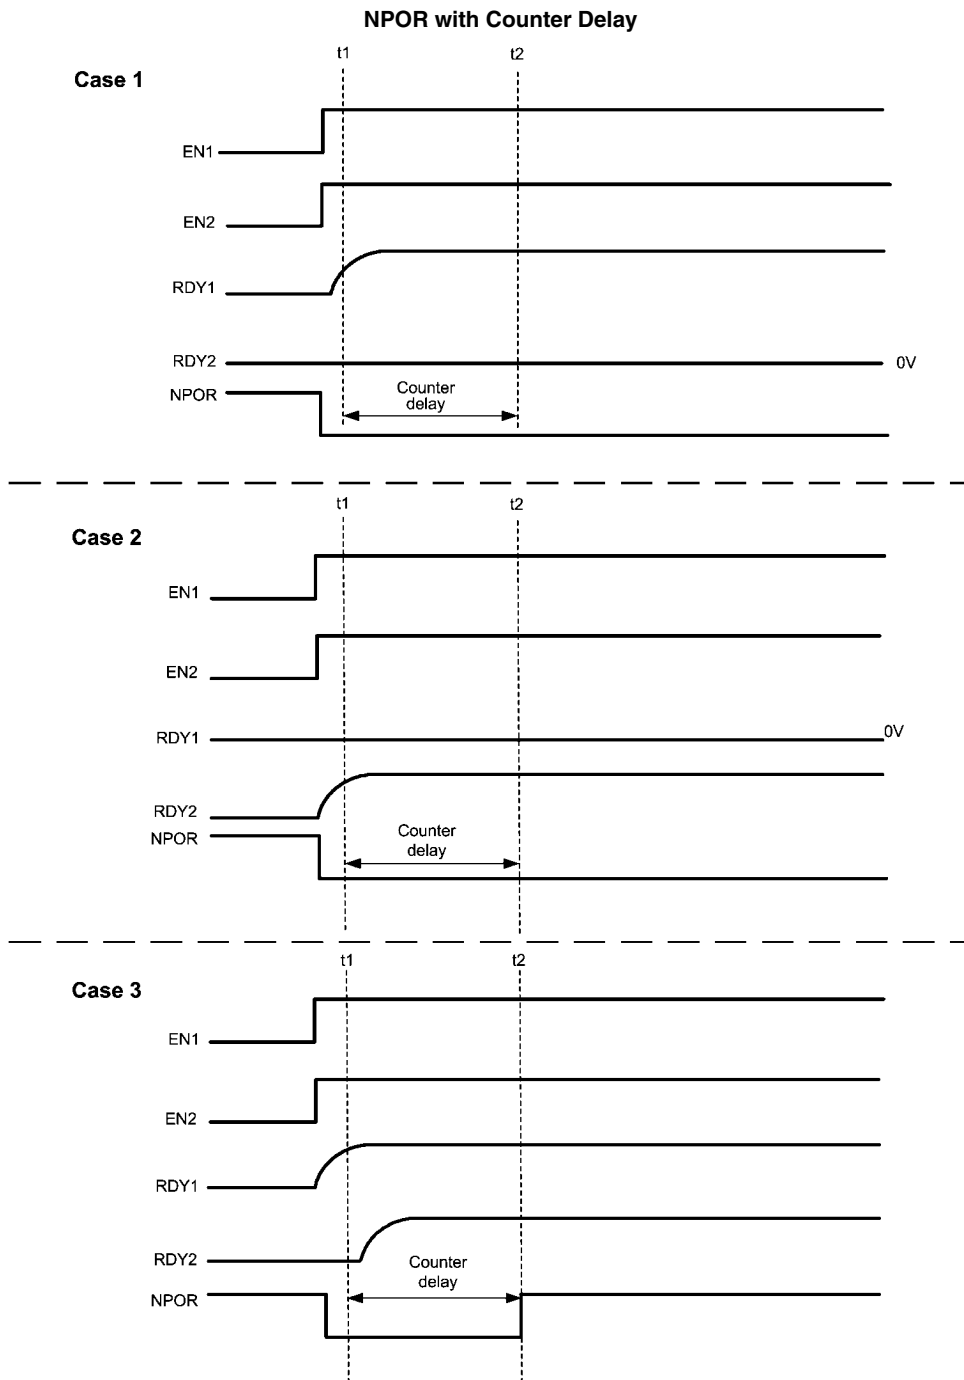 NPOR with Counter Delay
t1
t2
Case 1
EN1
EN2
RDY1
RDY2
0V
NPOR
Counter
delay
t1
t2
Case 2
EN1
EN2
RDY1
0V
RDY2
NPOR
Counter
delay
t1
t2
Case 3
EN1
EN2
RDY1
RDY2
Counter
delay
NPOR